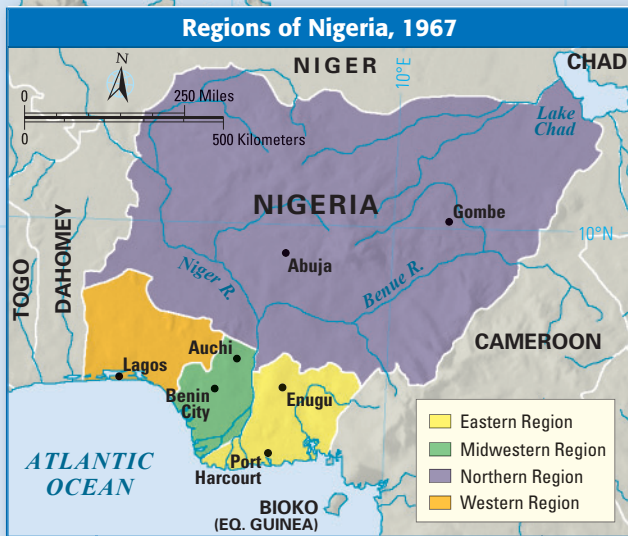 Regions of Nigeria, 1967
N
0
250 Miles
0
500 Kilometers
NIGER
10°E
CHAD
Lake
Chad
NIGERIA
Gombe
10°N
Abuja
Niger R.
Benue R.
TOGO
DAHOMEY
CAMEROON
Auchi
Lagos
Benin
City
Enugu
Port
Harcourt
ATLANTIC
OCEAN
BIOKO
(EQ. GUINEA)
Eastern Region
Midwestern Region
Northern Region
Western Region